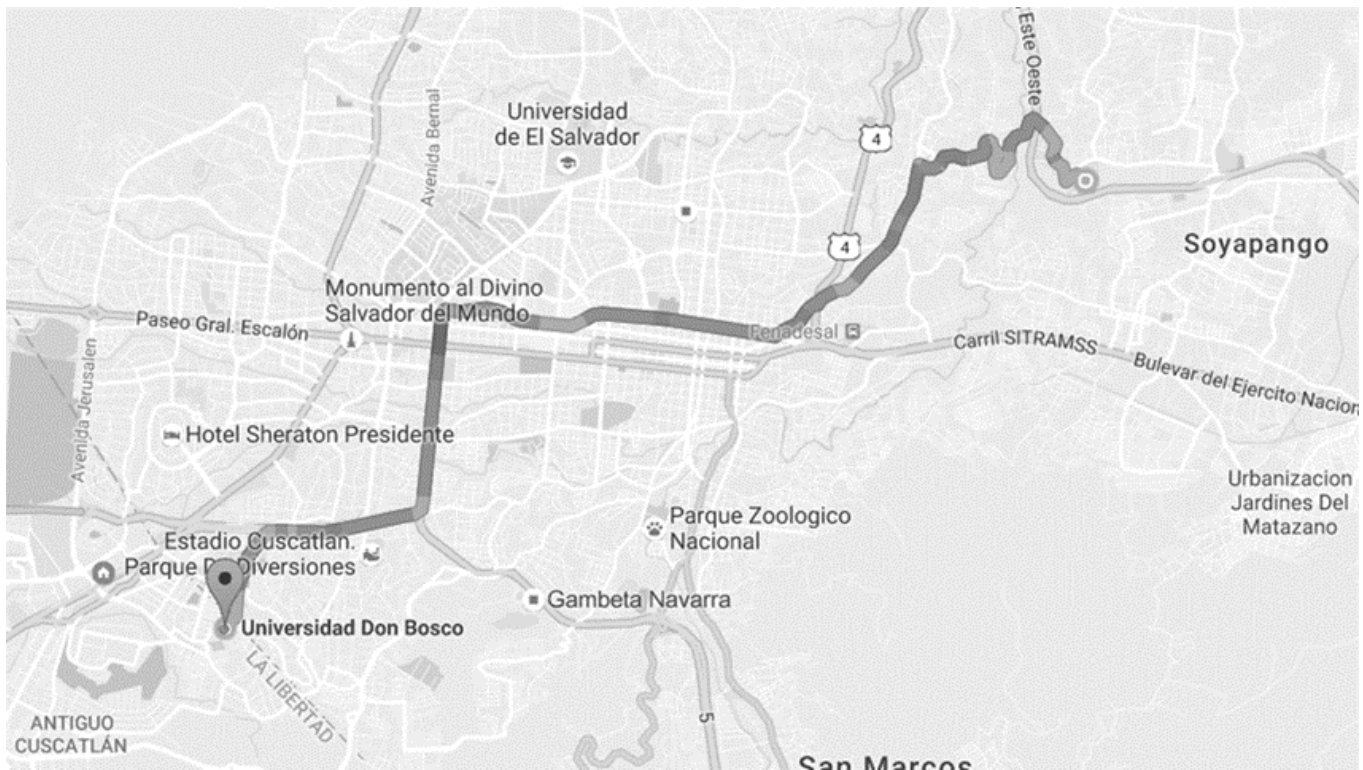 Este Oeste
Universidad
de El Salvador
Avenida Bernal
4
4
Soyapango
Monumento al Divino
Salvador del Mundo
Paseo Gral. Escalón
Fenadesal
Carril SITRAMSS
Bulevar del Ejercito Nacion
Avenida Jerusalen
Hotel Sheraton Presidente
Urbanizacion
Jardines Del
Matazano
Parque Zoologico
Nacional
Estadio Cuscatlan.
Parque De Diversiones
Gambeta Navarra
Universidad Don Bosco
LA LIBERTAD
ANTIGUO
CUSCATLÁN
5
San Marcos